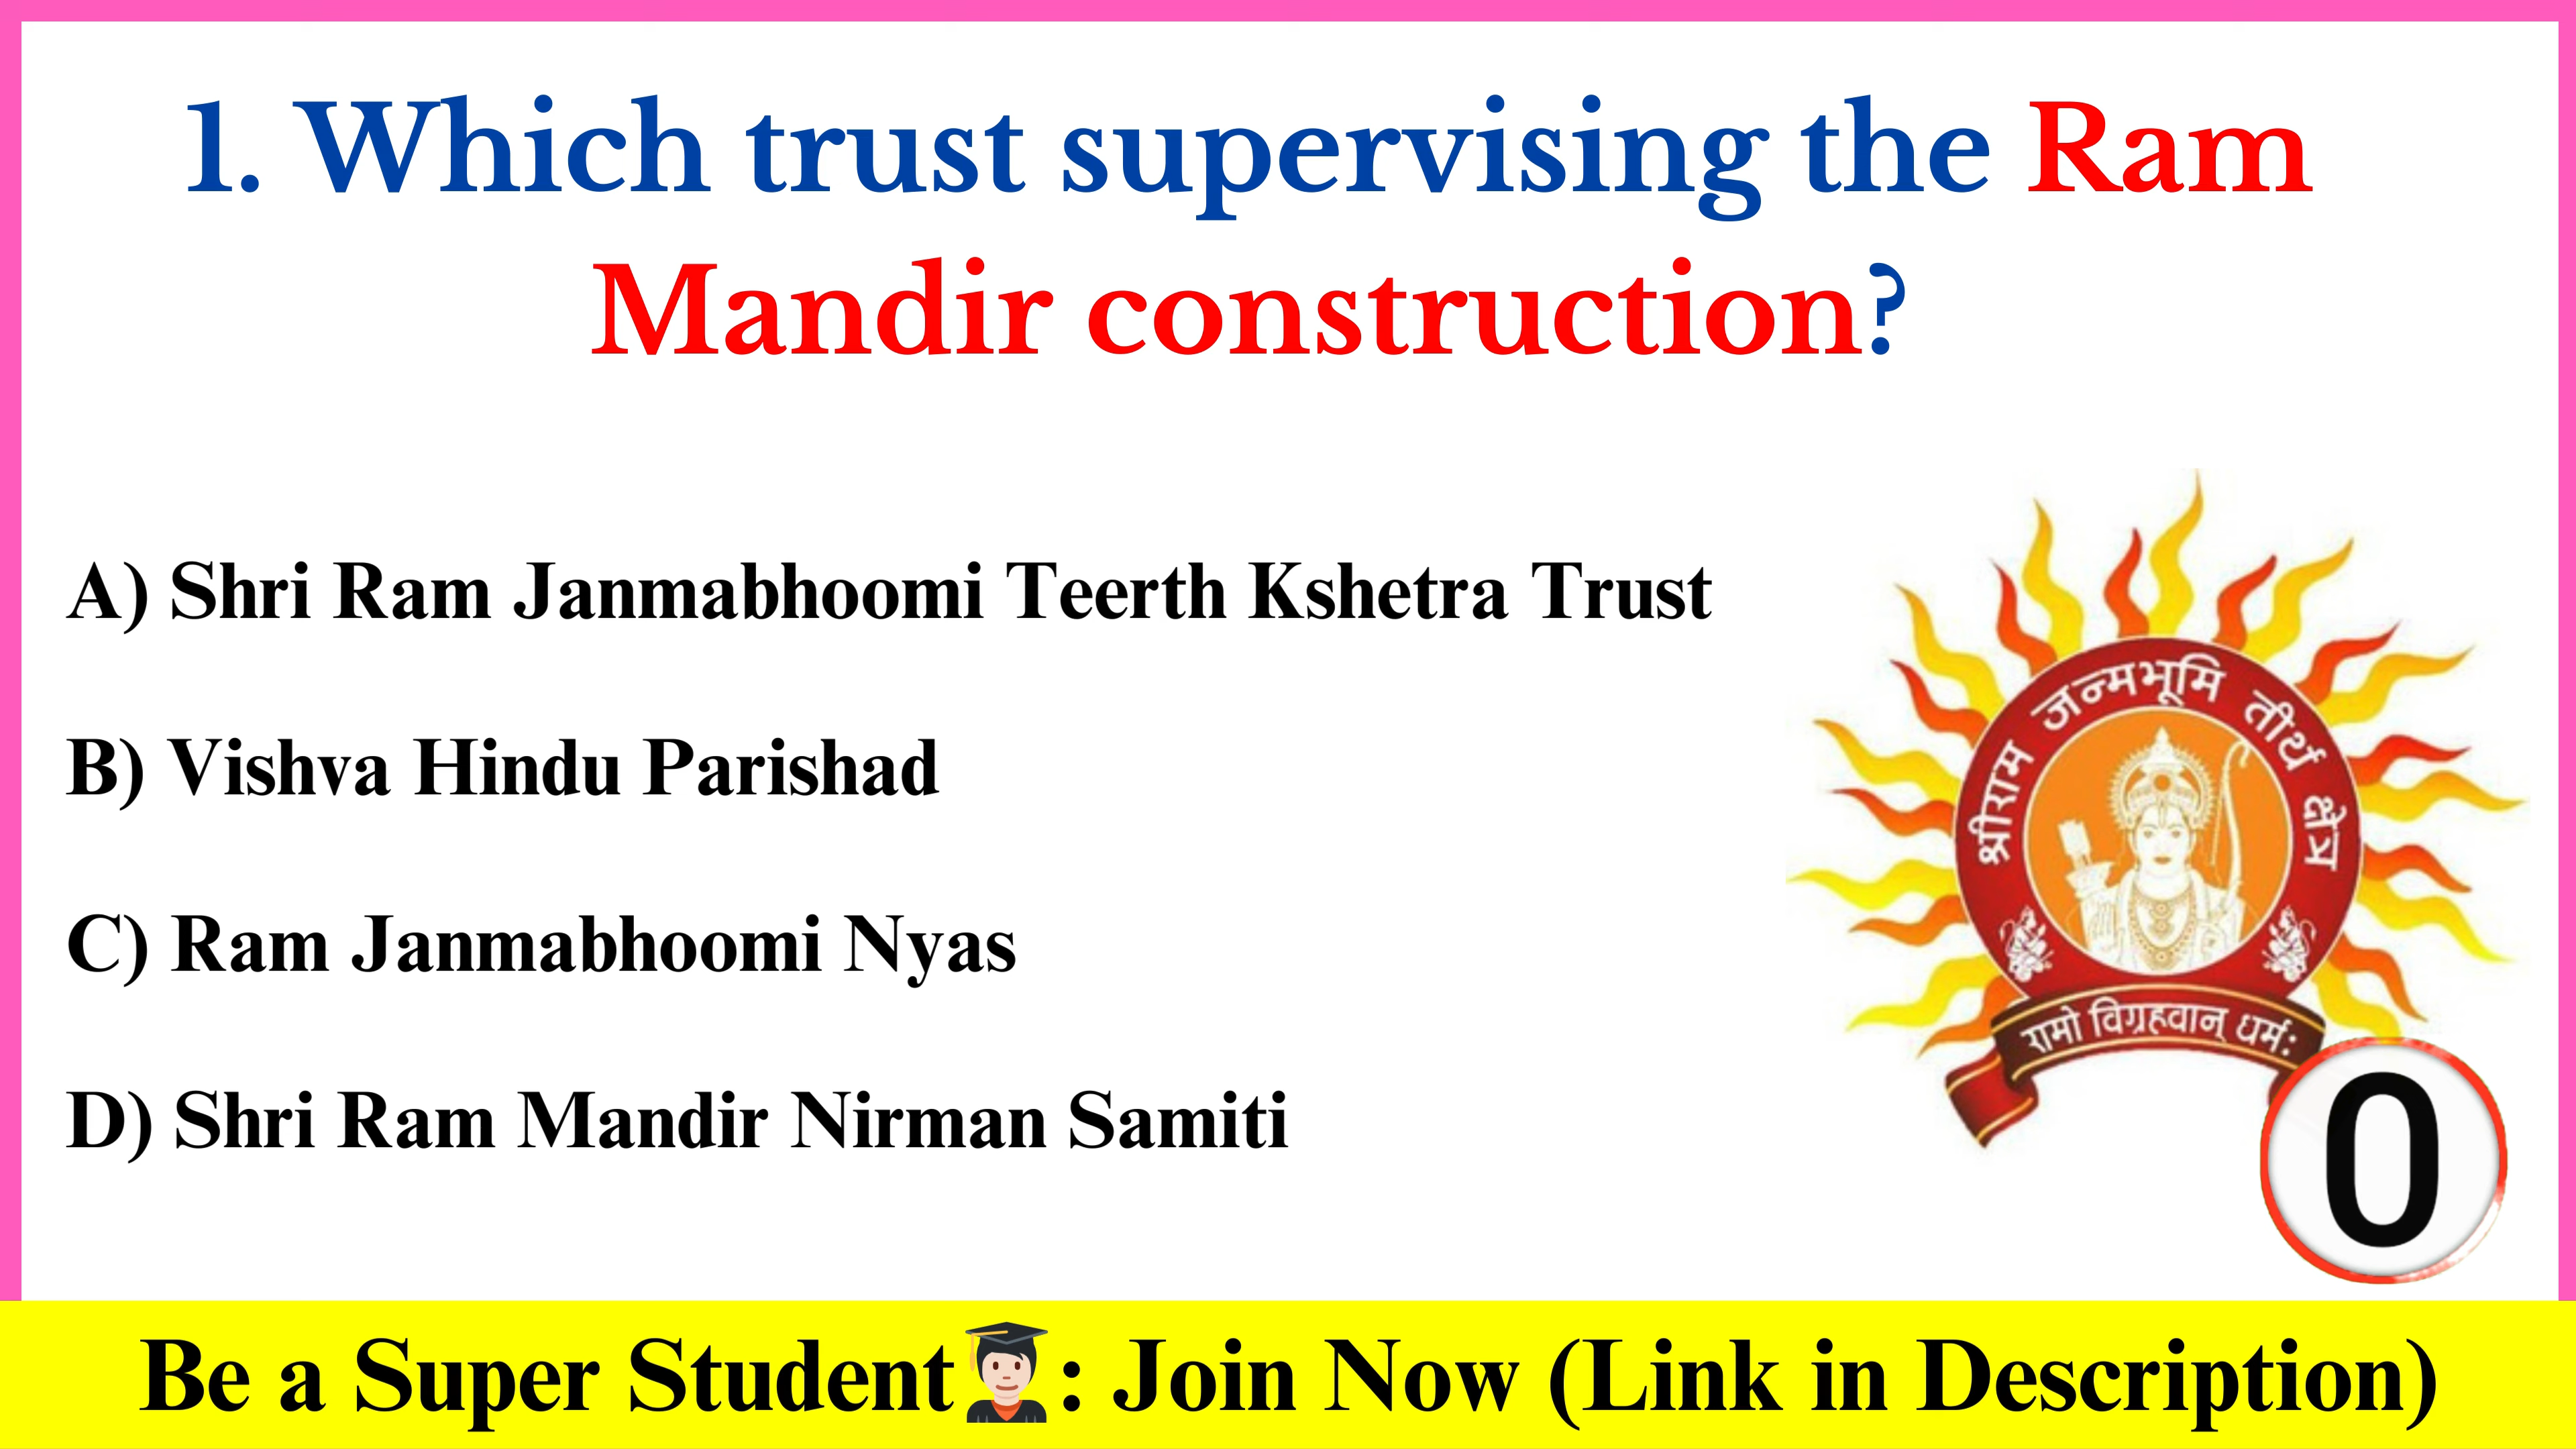 1. Which trust supervising the Ram
Mandir construction?
A) Shri Ram Janmabhoomi Teerth Kshetra Trust
B) Vishva Hindu Parishad
C) Ram Janmabhoomi Nyas
D) Shri Ram Mandir Nirman Samiti
श्रीराम जन्मभूमि तीर्थ क्षेत्र
रामो विग्रहवान् धर्मः
0
Be a Super Student👨🏻‍🎓: Join Now (Link in Description)